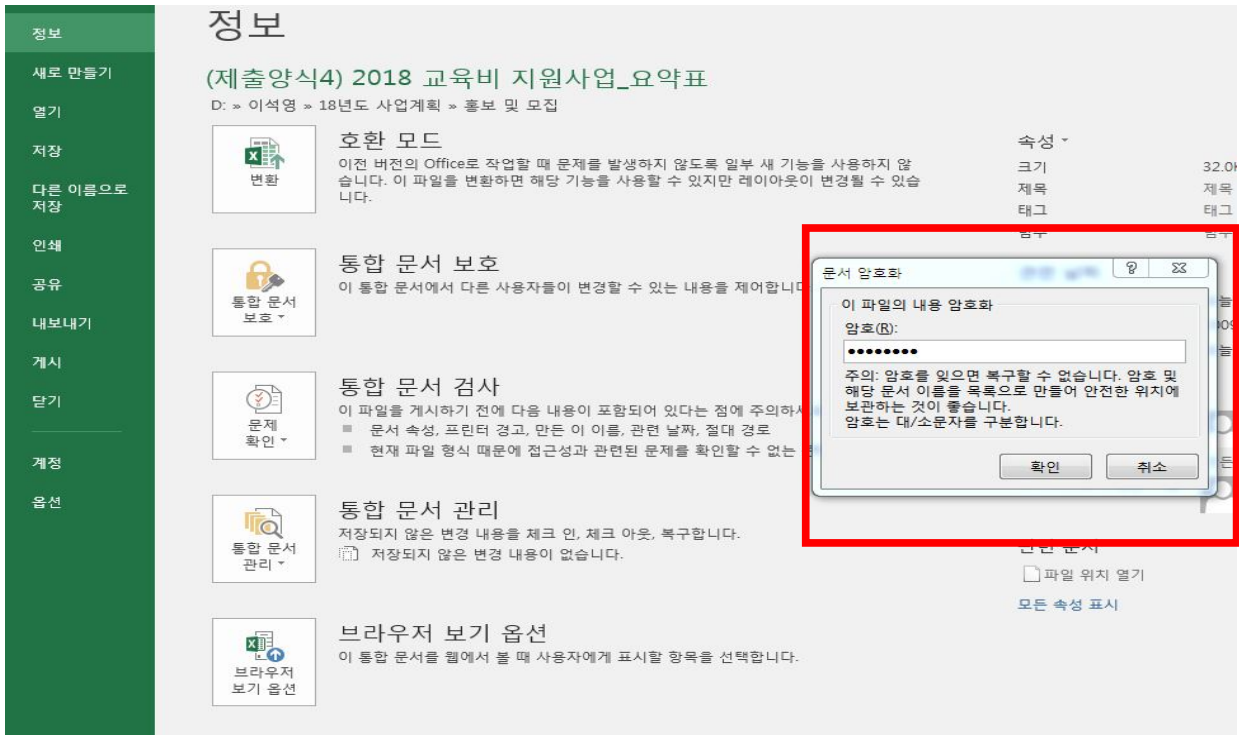 정보
새로 만들기
열기
저장
다른 이름으로
저장
인쇄
공유
내보내기
게시
닫기
계정
옵션
정보
(제출양식4) 2018 교육비 지원사업_요약표
D: » 이석영 » 18년도 사업계획 » 홍보 및 모집
변환
호환 모드
이전 버전의 Office로 작업할 때 문제를 발생하지 않도록 일부 새 기능을 사용하지 않
습니다. 이 파일을 변환하면 해당 기능을 사용할 수 있지만 레이아웃이 변경될 수 있습
니다.
통합 문서
보호
통합 문서 보호
이 통합 문서에서 다른 사용자들이 변경할 수 있는 내용을 제어합니다
문제
확인
통합 문서 검사
이 파일을 게시하기 전에 다음 내용이 포함되어 있다는 점에 주의하
문서 속성, 프린터 경고, 만든 이 이름, 관련 날짜, 절대 경로
현재 파일 형식 때문에 접근성과 관련된 문제를 확인할 수 없는
통합 문서
관리
통합 문서 관리
저장되지 않은 변경 내용을 체크 인, 체크 아웃, 복구합니다.
저장되지 않은 변경 내용이 없습니다.
브라우저
보기 옵션
브라우저 보기 옵션
이 통합 문서를 웹에서 볼 때 사용자에게 표시할 항목을 선택합니다.
속성
크기 32.0
제목 제목
태그 태그
문서 암호화
이 파일의 내용 암호화
암호(R):
●●●●●●●●
주의: 암호를 잊으면 복구할 수 없습니다. 암호 및
해당 문서 이름을 목록으로 만들어 안전한 위치에
보관하는 것이 좋습니다.
암호는 대/소문자를 구분합니다.
확인 취소
파일 위치 열기
모든 속성 표시